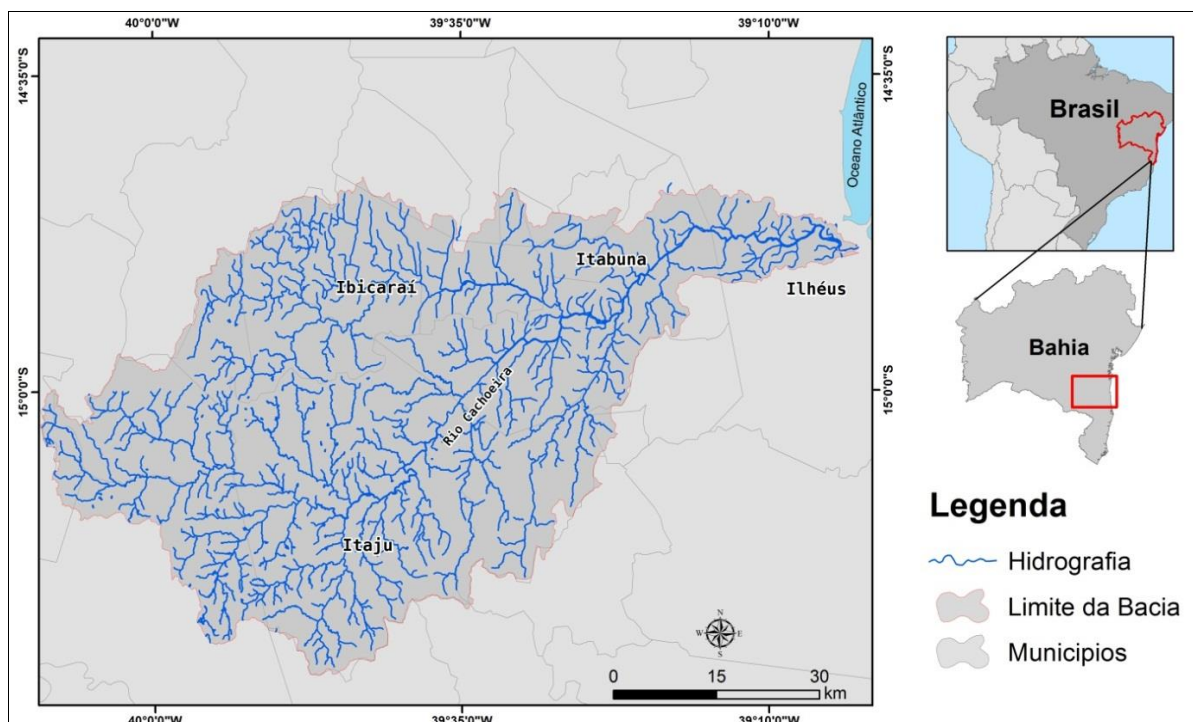 40°0'0"W 39°35'0"W 39°10'0"W
14°35'0"S
14°35'0"S
Oceano Atlântico
Itabuna
Ibicaraí
Ilhéus
15°0'0"S
15°0'0"S
Rio Cachoeira
Itaju
N
W E
S
0 15 30
km
40°0'0"W 39°35'0"W 39°10'0"W
Brasil
Bahia
Legenda
Hidrografia
Limite da Bacia
Municipios